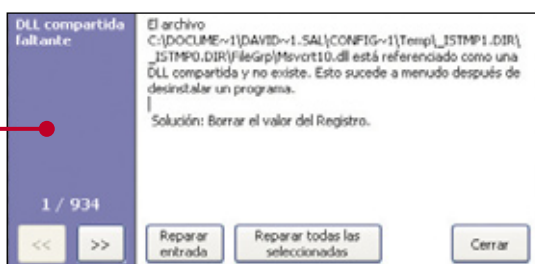 DLL compartida
faltante
El archivo
C:\DOCUME~1\DAVID~1.SAL\CONFIG~1\Temp\_ISTMP1.DIR\
_ISTMP0.DIR\FileGrp\Msvcrt10.dll está referenciado como una
DLL compartida y no existe. Esto sucede a menudo después de
desinstalar un programa.
Solución: Borrar el valor del Registro.
1 / 934
<<
>>
Reparar
entrada
Reparar todas las
seleccionadas
Cerrar